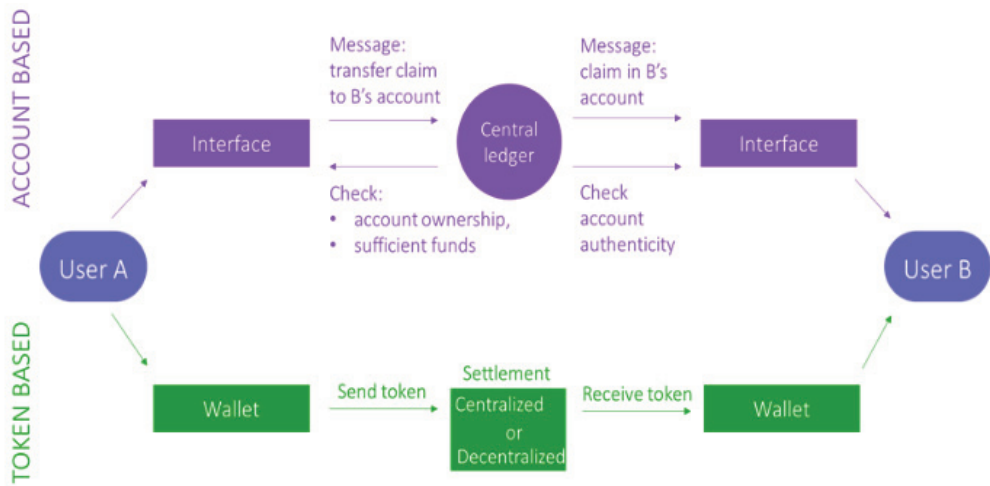 ACCOUNT BASED
Message:
transfer claim
to B's account
Message:
claim in B's
account
Interface
Central
ledger
Interface
Check:
• account ownership,
• sufficient funds
Check
account
authenticity
User A
User B
TOKEN BASED
Wallet
Send token
Settlement
Centralized
or
Decentralized
Receive token
Wallet